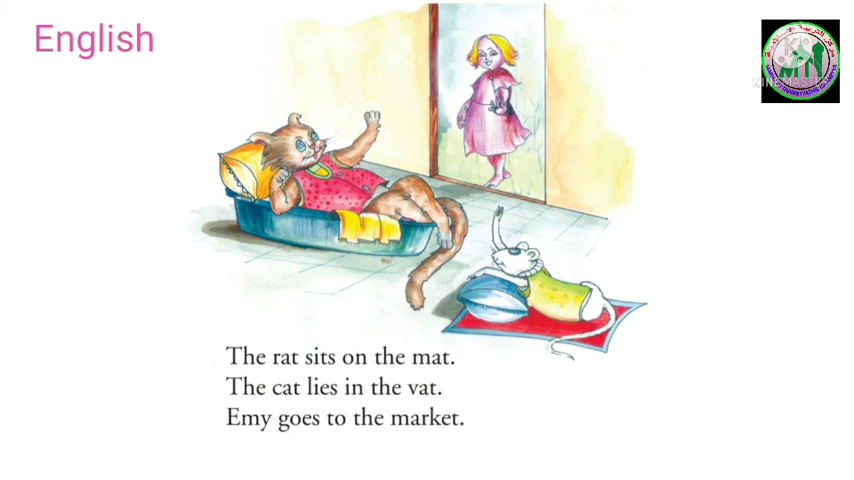 English
The rat sits on the mat.
The cat lies in the vat.
Emy goes to the market.